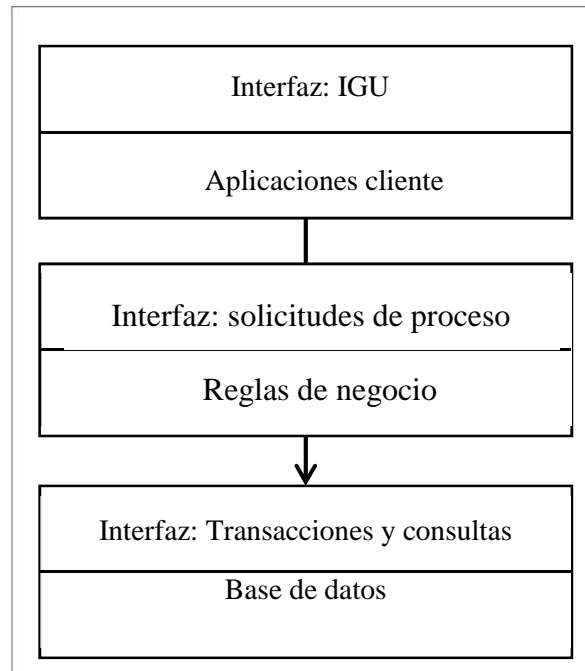 Interfaz: IGU
Aplicaciones cliente
Interfaz: solicitudes de proceso
Reglas de negocio
Interfaz: Transacciones y consultas
Base de datos